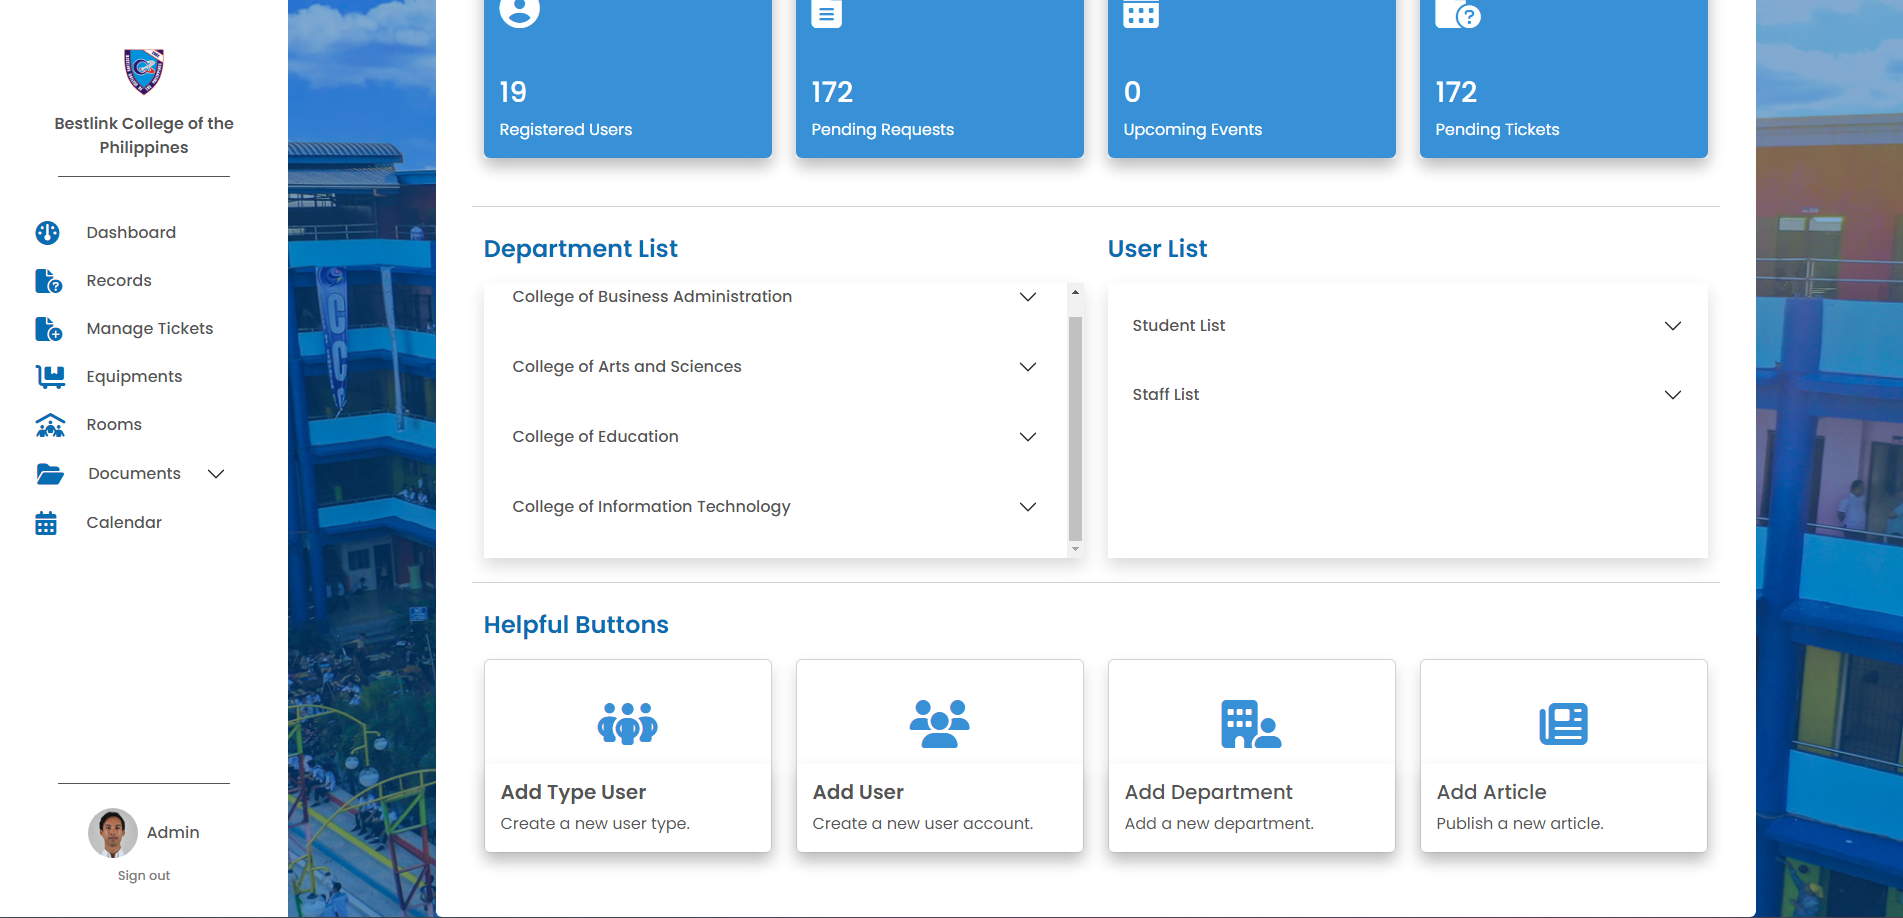 Bestlink College of the
Philippines
Dashboard
Records
Manage Tickets
Equipments
Rooms
Documents
Calendar
Admin
Sign out
19
Registered Users
172
Pending Requests
0
Upcoming Events
172
Pending Tickets
Department List
College of Business Administration
College of Arts and Sciences
College of Education
College of Information Technology
User List
Student List
Staff List
Helpful Buttons
Add Type User
Create a new user type.
Add User
Create a new user account.
Add Department
Add a new department.
Add Article
Publish a new article.